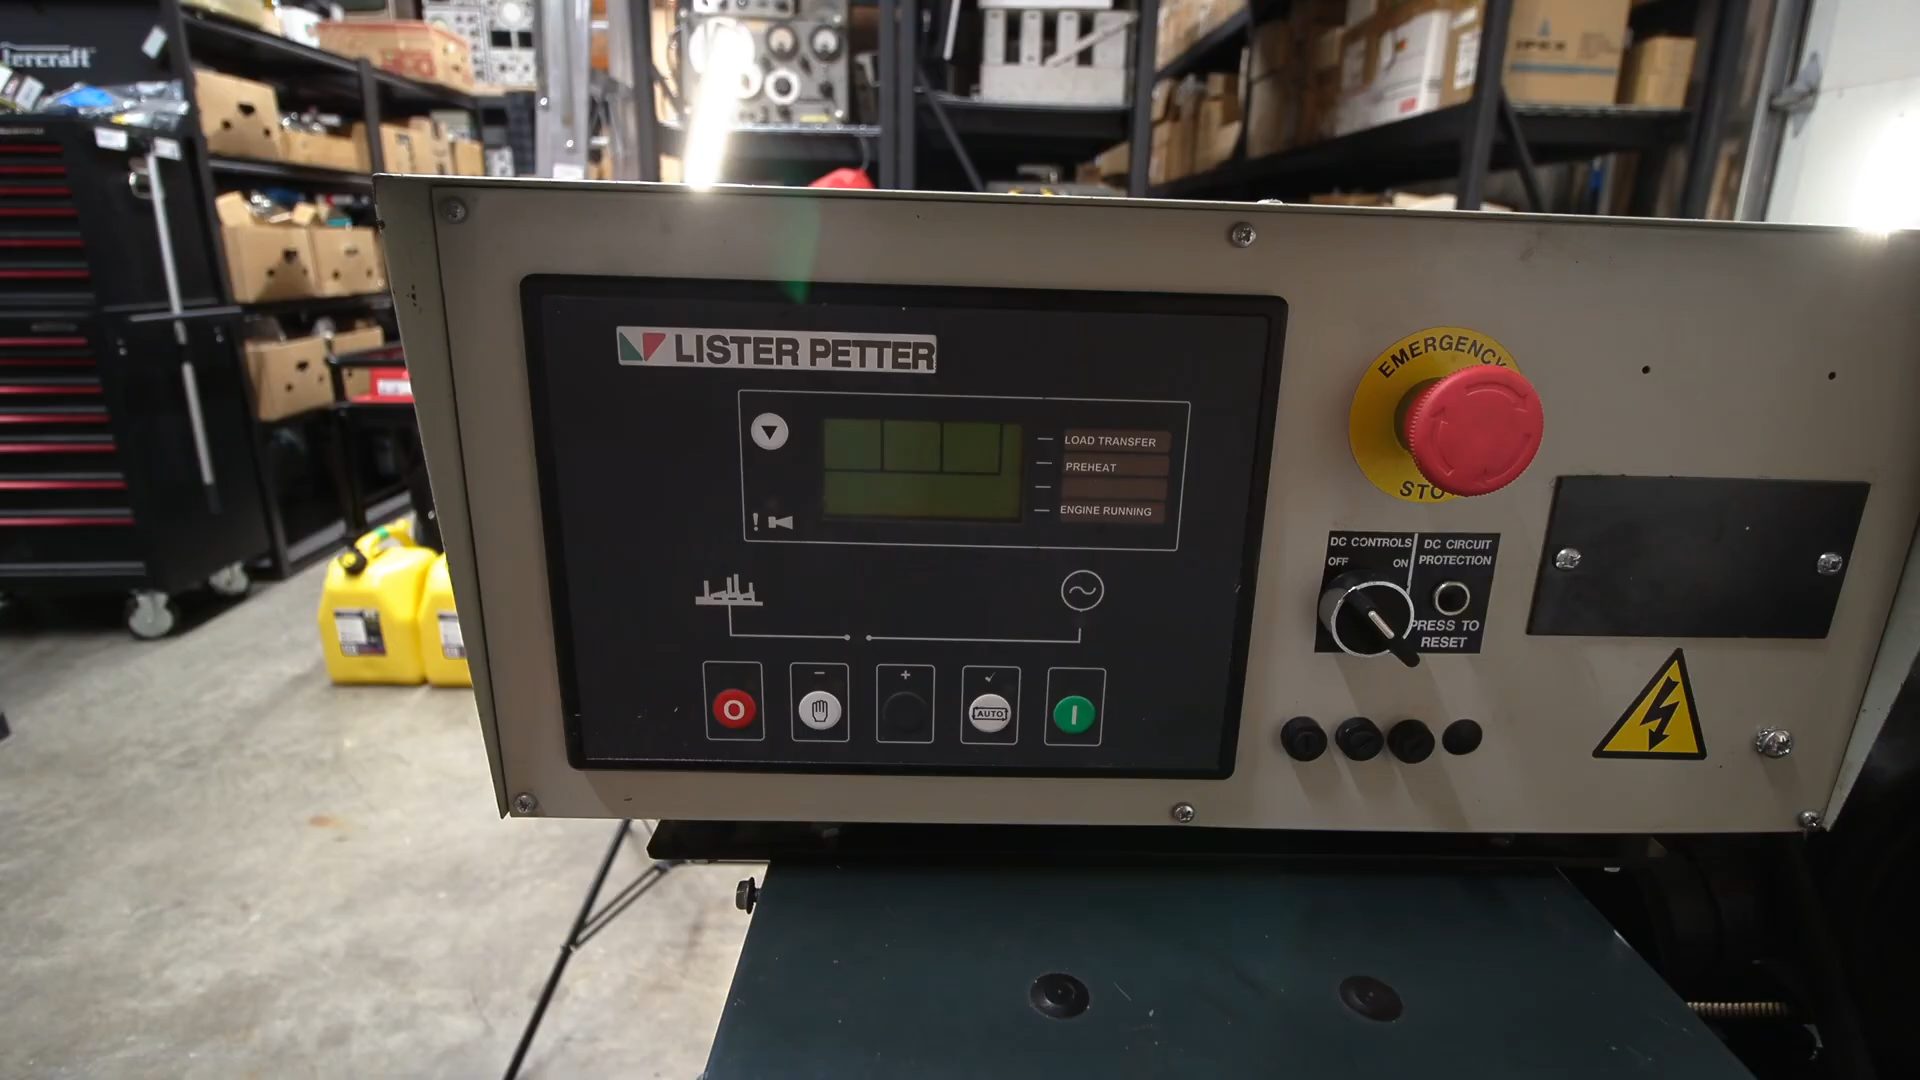 IPEX
LISTER PETTER
LOAD TRANSFER
PREHEAT
ENGINE RUNNING
!
EMERGENCY
DC CONTROLS
OFF ON
DC CIRCUIT
PROTECTION
PRESS TO
RESET
- + ✓
O AUTO I